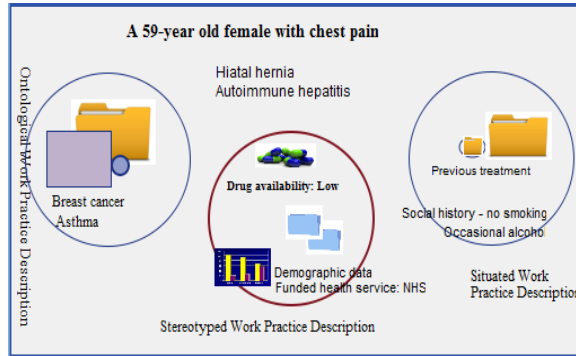 A 59-year old female with chest pain
Hiatal hernia
Autoimmune hepatitis
Ontological Work Practice Description
Breast cancer
Asthma
Drug availability: Low
Demographic data
Funded health service: NHS
Stereotyped Work Practice Description
Previous treatment
Social history - no smoking
Occasional alcoho
Situated Work
Practice Description